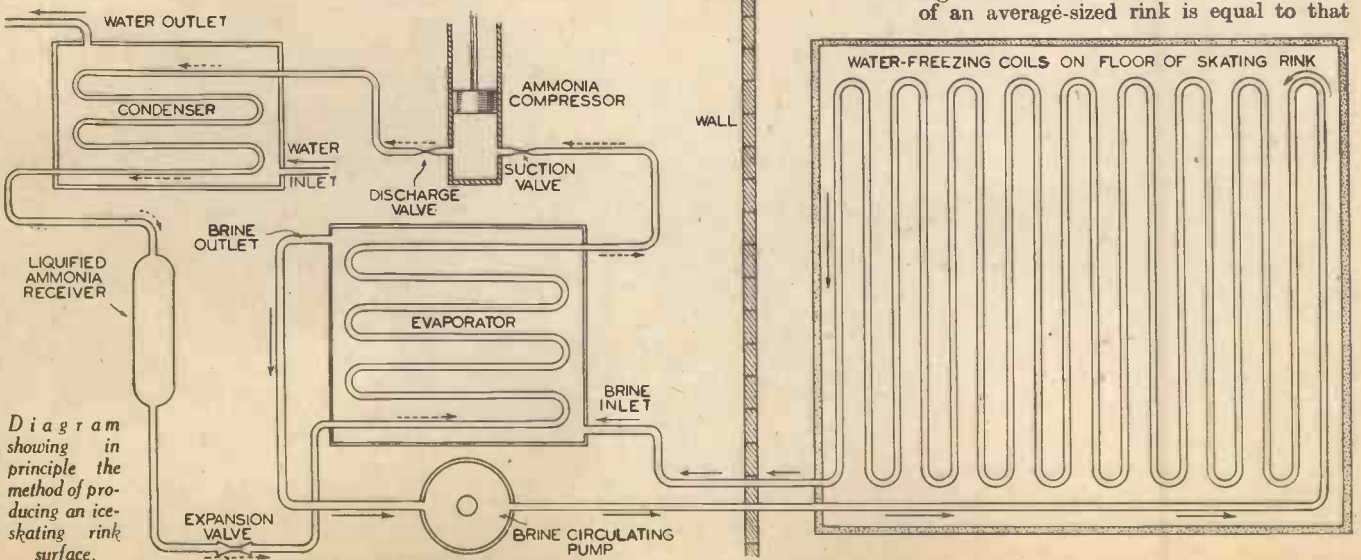 of an average-sized rink is equal to that
WATER OUTLET
CONDENSER
WATER
INLET
AMMONIA
COMPRESSOR
DISCHARGE
VALVE
SUCTION
VALVE
WALL
WATER-FREEZING COILS ON FLOOR OF SKATING RINK
BRINE
OUTLET
LIQUIFIED
AMMONIA
RECEIVER
EVAPORATOR
BRINE
INLET
EXPANSION
VALVE
BRINE CIRCULATING
PUMP
Diagram
showing in
principle the
method of pro-
ducing an ice-
skating rink
surface.